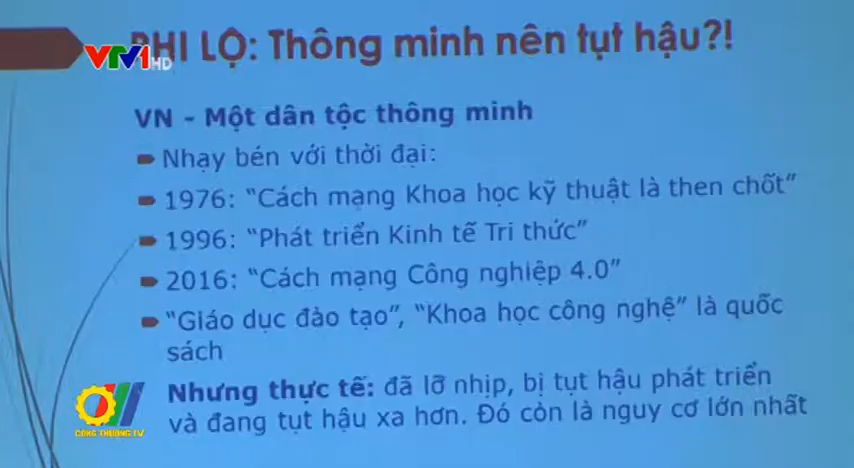 PHI LỘ: Thông minh nên tụt hậu?!
VTV1
HD
VN - Một dân tộc thông minh
Nhạy bén với thời đại:
1976: "Cách mạng Khoa học kỹ thuật là then chốt"
1996: "Phát triển Kinh tế Tri thức"
2016: "Cách mạng Công nghiệp 4.0"
"Giáo dục đào tạo", "Khoa học công nghệ" là quốc
sách
Nhưng thực tế: đã lỡ nhịp, bị tụt hậu phát triển
và đang tụt hậu xa hơn. Đó còn là nguy cơ lớn nhất
CÔNG THƯƠNG TV